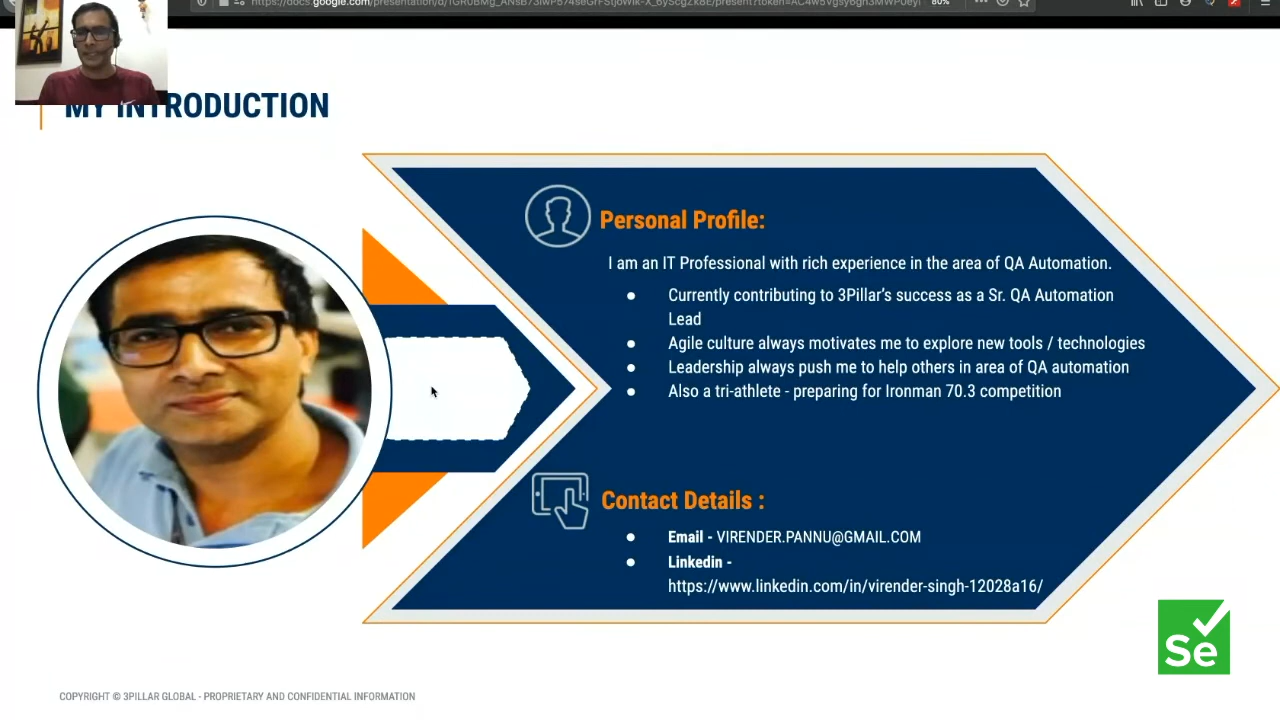 80%
MY INTRODUCTION
Personal Profile:
I am an IT Professional with rich experience in the area of QA Automation.
● Currently contributing to 3Pillar's success as a Sr. QA Automation
Lead
● Agile culture always motivates me to explore new tools / technologies
● Leadership always push me to help others in area of QA automation
● Also a tri-athlete - preparing for Ironman 70.3 competition
Contact Details :
● Email - VIRENDER.PANNU@GMAIL.COM
● Linkedin -
https://www.linkedin.com/in/virender-singh-12028a16/
Se
COPYRIGHT © 3PILLAR GLOBAL - PROPRIETARY AND CONFIDENTIAL INFORMATION